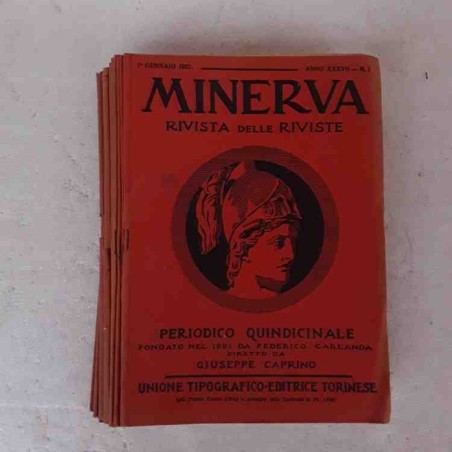 1º GENNAIO 1927. ANNO XXXVII - N. 1
MINERVA
RIVISTA DELLE RIVISTE
PERIODICO QUINDICINALE
FONDATO NEL 1891 DA FEDERICO GARLANDA
DIRETTO DA
GIUSEPPE CAPRINO
UNIONE TIPOGRAFICO-EDITRICE TORINESE